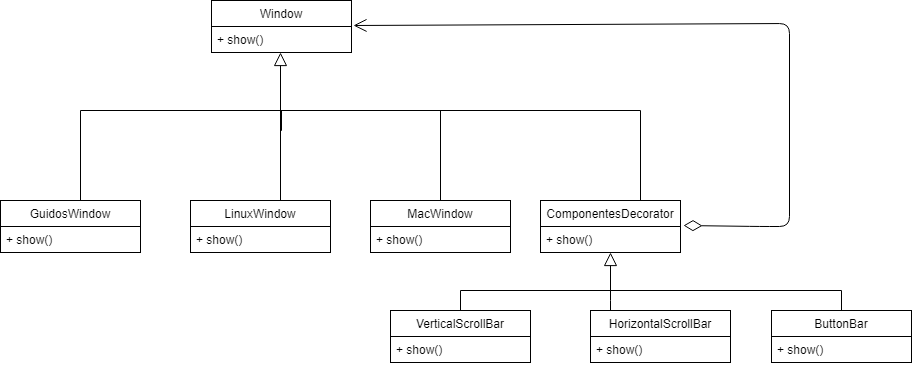 Window
+ show()
GuidosWindow
+ show()
LinuxWindow
+ show()
MacWindow
+ show()
ComponentesDecorator
+ show()
VerticalScrollBar
+ show()
HorizontalScrollBar
+ show()
ButtonBar
+ show()